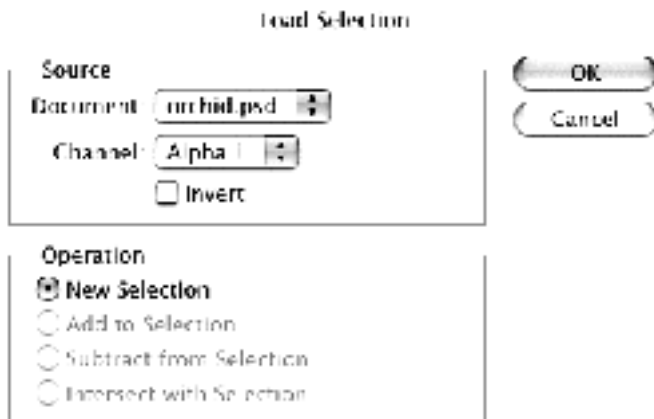 Load Selection
Source
OK
Document: orchid.psd
Cancel
Channel: Alpha 1
Invert
Operation
New Selection
Add to Selection
Subtract from Selection
Intersect with Selection